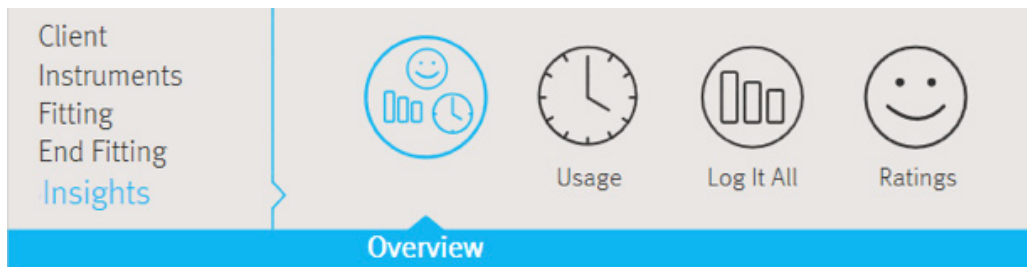 Client
Instruments
Fitting
End Fitting
Insights
Usage
Log It All
Ratings
Overview